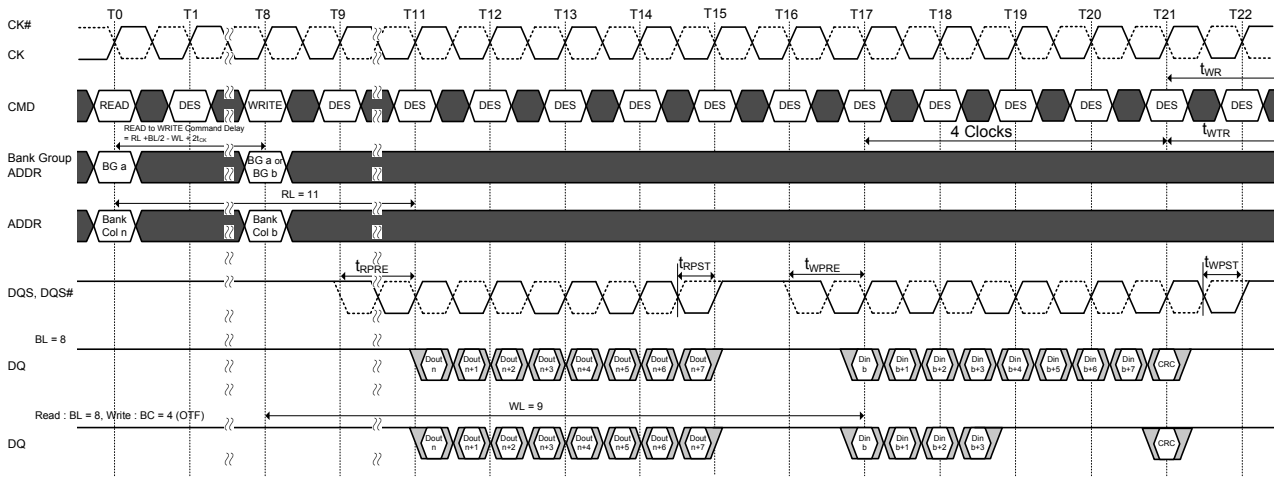 T0 T1 T8 T9 T11 T12 T13 T14 T15 T16 T17 T18 T19 T20 T21 T22
CK#
CK
tWR
CMD READ DES WRITE DES DES DES DES DES DES DES DES DES DES DES DES DES
READ to WRITE Command Delay
= RL +BL/2 - WL + 2tCK
4 Clocks
tWTR
Bank Group
ADDR
BG a
BG a or
BG b
RL = 11
ADDR
Bank
Col n
Bank
Col b
tRPRE tRPST tWPRE tWPST
DQS, DQS#
BL = 8
DQ
Dout n Dout n+1 Dout n+2 Dout n+3 Dout n+4 Dout n+5 Dout n+6 Dout n+7 Din b Din b+1 Din b+2 Din b+3 Din b+4 Din b+5 Din b+6 Din b+7 CRC
Read : BL = 8, Write : BC = 4 (OTF)
WL = 9
DQ
Dout n Dout n+1 Dout n+2 Dout n+3 Dout n+4 Dout n+5 Dout n+6 Dout n+7 Din b Din b+1 Din b+2 Din b+3 CRC